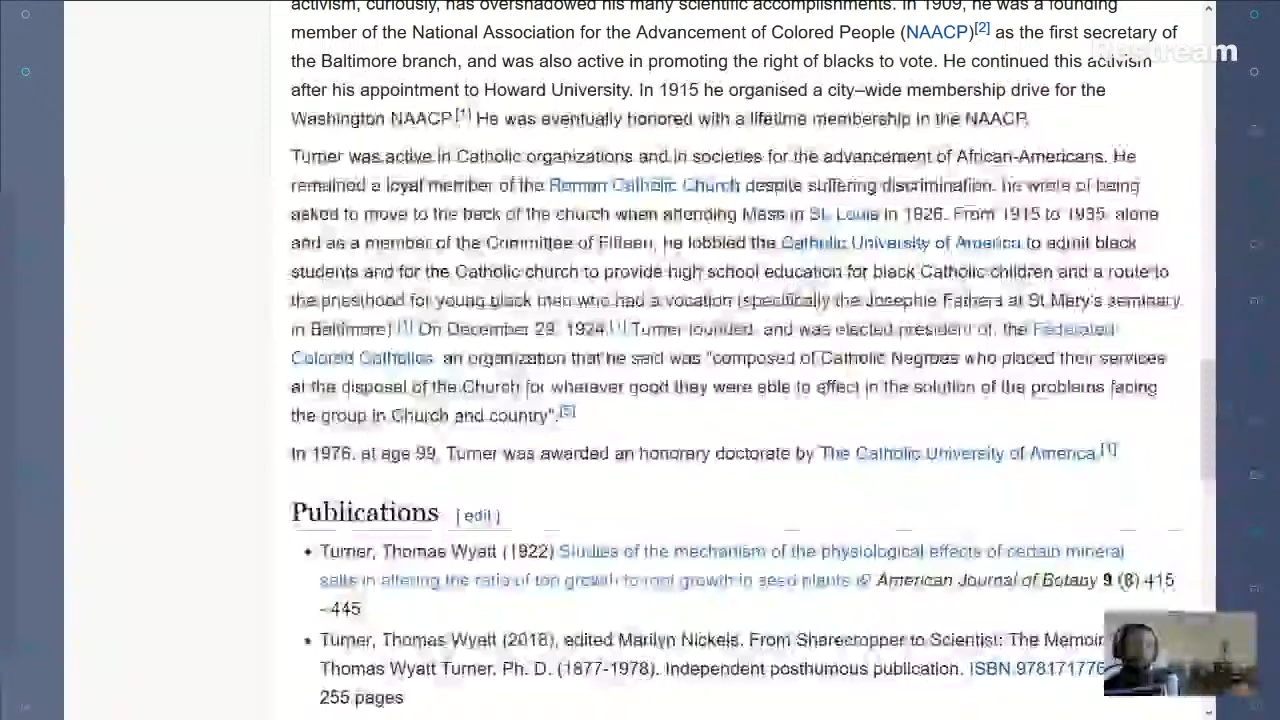 activism, curiously, has overshadowed his many scientific accomplishments. In 1909, he was a founding
member of the National Association for the Advancement of Colored People (NAACP)[2] as the first secretary of
Restream
the Baltimore branch, and was also active in promoting the right of blacks to vote. He continued this activism
after his appointment to Howard University. In 1915 he organised a city–wide membership drive for the
Washington NAACP.[1] He was eventually honored with a lifetime membership in the NAACP.
Turner was active in Catholic organizations and in societies for the advancement of African-Americans. He
remained a loyal member of the Roman Catholic Church despite suffering discrimination. he wrote of being
asked to move to the back of the church when attending Mass in St. Louis in 1926. From 1915 to 1935, alone
and as a member of the Committee of Fifteen, he lobbied the Catholic University of America to admit black
students and for the Catholic church to provide high school education for black Catholic children and a route to
the priesthood for young black men who had a vocation (specifically the Josephite Fathers at St Mary's seminary
in Baltimore).[1] On December 29, 1924,[1] Turner founded, and was elected president of, the Federated
Colored Catholics, an organization that he said was "composed of Catholic Negroes who placed their services
at the disposal of the Church for whatever good they were able to effect in the solution of the problems facing
the group in Church and country".[5]
In 1976, at age 99, Turner was awarded an honorary doctorate by The Catholic University of America.[1]
Publications [edit]
• Turner, Thomas Wyatt (1922) Studies of the mechanism of the physiological effects of certain mineral
salts in altering the ratio of top growth to root growth in seed plants American Journal of Botany 9 (8) 415
–445
• Turner, Thomas Wyatt (2018), edited Marilyn Nickels. From Sharecropper to Scientist: The Memoir
Thomas Wyatt Turner, Ph. D. (1877-1978). Independent posthumous publication. ISBN 978171776
255 pages